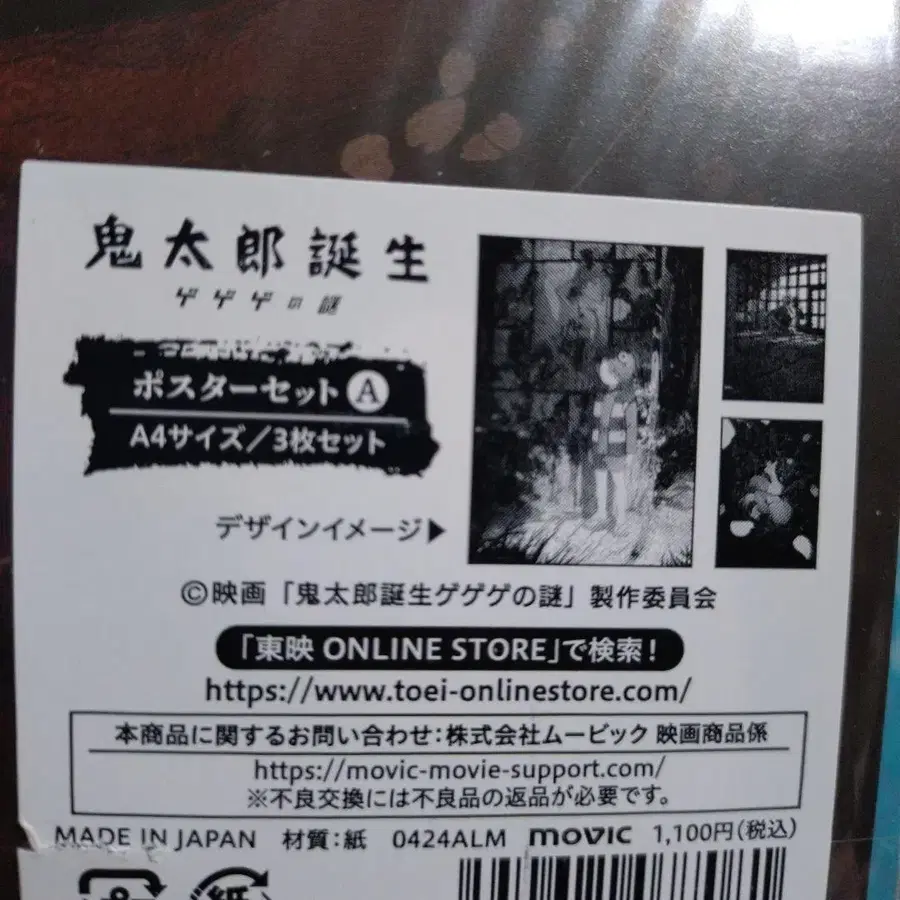 鬼太郎誕生
ゲゲゲの謎
ポスターセットⒶ
A4サイズ/3枚セット
デザインイメージ▶
©映画「鬼太郎誕生ゲゲゲの謎」製作委員会
「東映 ONLINE STORE」で検索!
https://www.toei-onlinestore.com/
本商品に関するお問い合わせ:株式会社ムービック 映画商品係
https://movic-movie-support.com/
※不良交換には不良品の返品が必要です。
MADE IN JAPAN 材質:紙 0424ALM movic 1,100円(税込)
紙